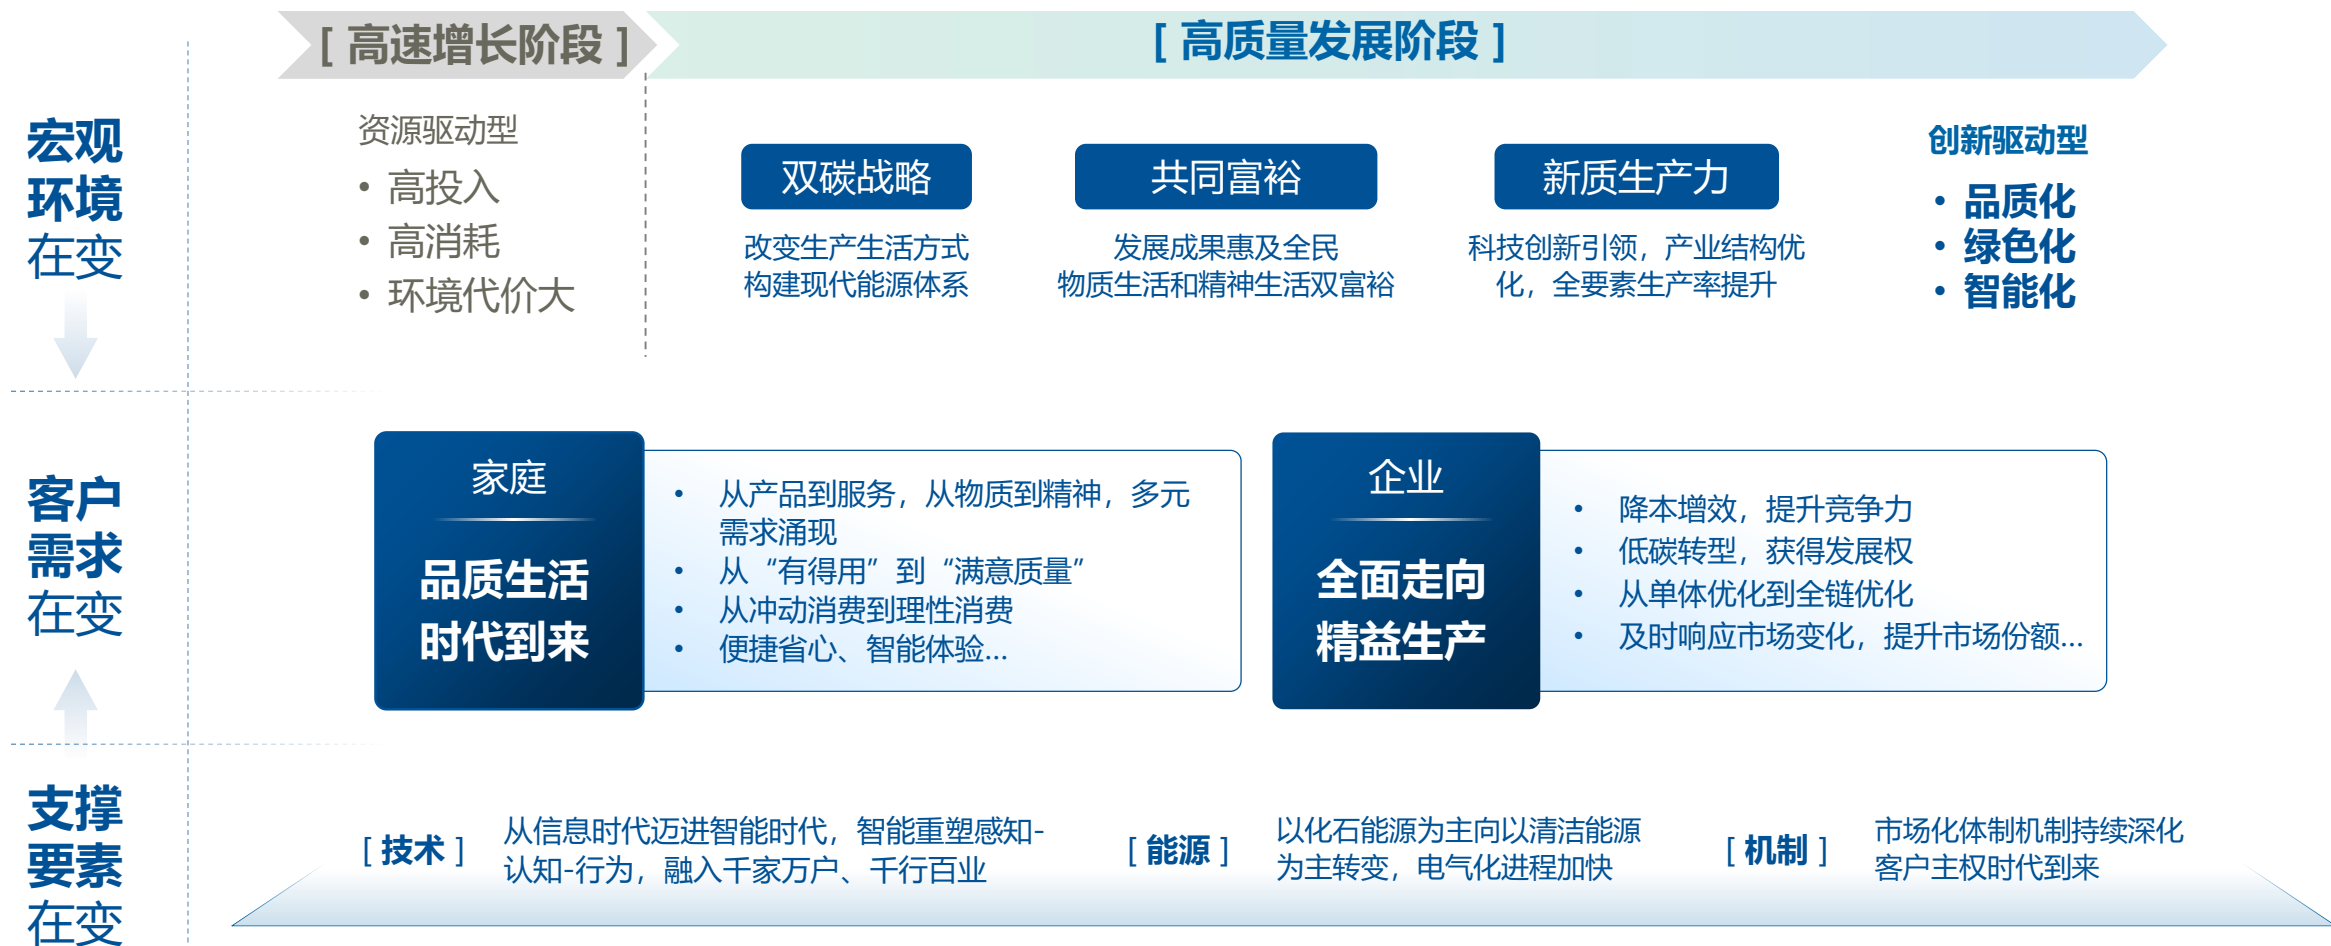 [ 高速增长阶段 ]
[ 高质量发展阶段 ]
宏观
环境
在变
资源驱动型
• 高投入
• 高消耗
• 环境代价大
双碳战略
改变生产生活方式
构建现代能源体系
共同富裕
发展成果惠及全民
物质生活和精神生活双富裕
新质生产力
科技创新引领，产业结构优
化，全要素生产率提升
创新驱动型
• 品质化
• 绿色化
• 智能化
客户
需求
在变
家庭
品质生活
时代到来
• 从产品到服务，从物质到精神，多元
需求涌现
• 从“有得用”到“满意质量”
• 从冲动消费到理性消费
• 便捷省心、智能体验...
企业
全面走向
精益生产
• 降本增效，提升竞争力
• 低碳转型，获得发展权
• 从单体优化到全链优化
• 及时响应市场变化，提升市场份额...
支撑
要素
在变
[ 技术 ]
从信息时代迈进智能时代，智能重塑感知-
认知-行为，融入千家万户、千行百业
[ 能源 ]
以化石能源为主向以清洁能源
为主转变，电气化进程加快
[ 机制 ]
市场化体制机制持续深化
客户主权时代到来